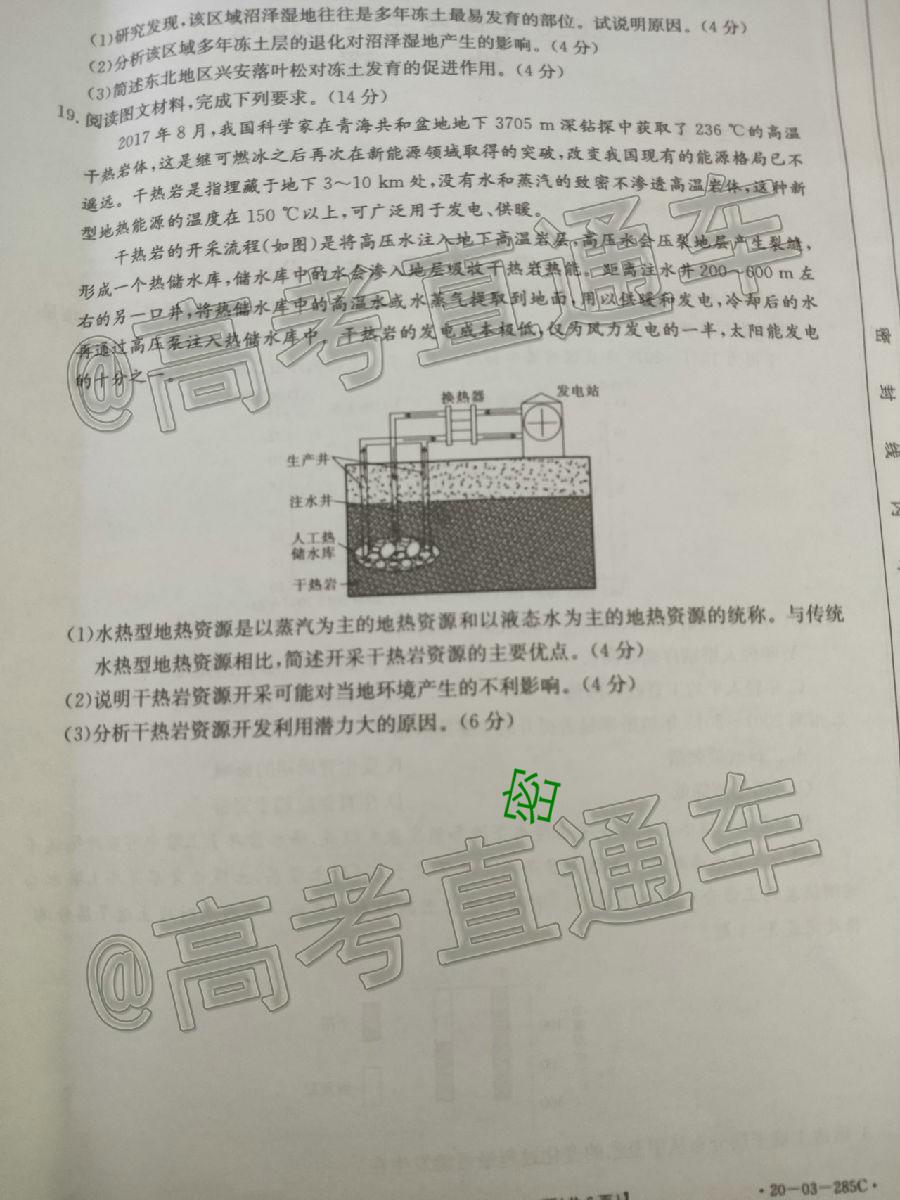 (1)研究发现,该区域沼泽湿地往往是多年冻土最易发育的部位。试说明原因。(4分)
(2)分析该区域多年冻土层的退化对沼泽湿地产生的影响。(4分)
(3)简述东北地区兴安落叶松对冻土发育的促进作用。(4分)
19. 阅读图文材料,完成下列要求。(14分)
2017年8月,我国科学家在青海共和盆地地下3705 m深钻探中获取了236 ℃的高温
干热岩体,这是继可燃冰之后再次在新能源领域取得的突破,改变我国现有的能源格局已不
遥远。干热岩是指埋藏于地下3~10 km处,没有水和蒸汽的致密不渗透高温岩体,这种新
型地热能源的温度在150 ℃以上,可广泛用于发电、供暖。
干热岩的开采流程(如图)是将高压水注入地下高温岩层,高压水会压裂地层产生裂缝,
形成一个热储水库,储水库中的水会渗入地层吸收干热岩热能。距离注水井200~600 m左
右的另一口井,将热储水库中的高温水或水蒸气提取到地面,用以供暖和发电,冷却后的水
再通过高压泵注入热储水库中。干热岩的发电成本极低,仅为风力发电的一半,太阳能发电
的十分之一。
换热器
发电站
生产井
注水井
人工热
储水库
干热岩
(1)水热型地热资源是以蒸汽为主的地热资源和以液态水为主的地热资源的统称。与传统
水热型地热资源相比,简述开采干热岩资源的主要优点。(4分)
(2)说明干热岩资源开采可能对当地环境产生的不利影响。(4分)
(3)分析干热岩资源开发利用潜力大的原因。(6分)
密
封
线
内
@高考直通车
@高考直通车
密
·20-03-285C·